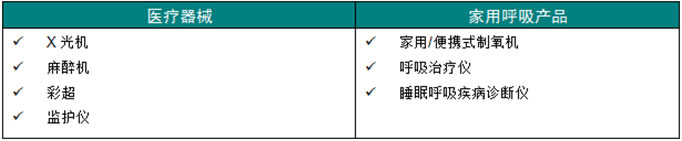 医疗器械
家用呼吸产品
✓ X 光机
✓ 麻醉机
✓ 彩超
✓ 监护仪
✓ 家用/便携式制氧机
✓ 呼吸治疗仪
✓ 睡眠呼吸疾病诊断仪